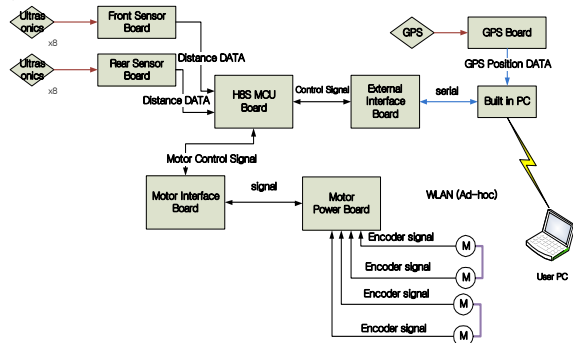 Ultras
onics
x8
Front Sensor
Board
Ultras
onics
x8
Rear Sensor
Board
Distance DATA
Distance DATA
H8S MCU
Board
Control Signal
External
Interface
Board
serial
GPS
GPS Board
GPS Position DATA
Built in PC
Motor Control Signal
Motor Interface
Board
signal
Motor
Power Board
WLAN (Ad-hoc)
User PC
Encoder signal
M
Encoder signal
M
Encoder signal
M
Encoder signal
M